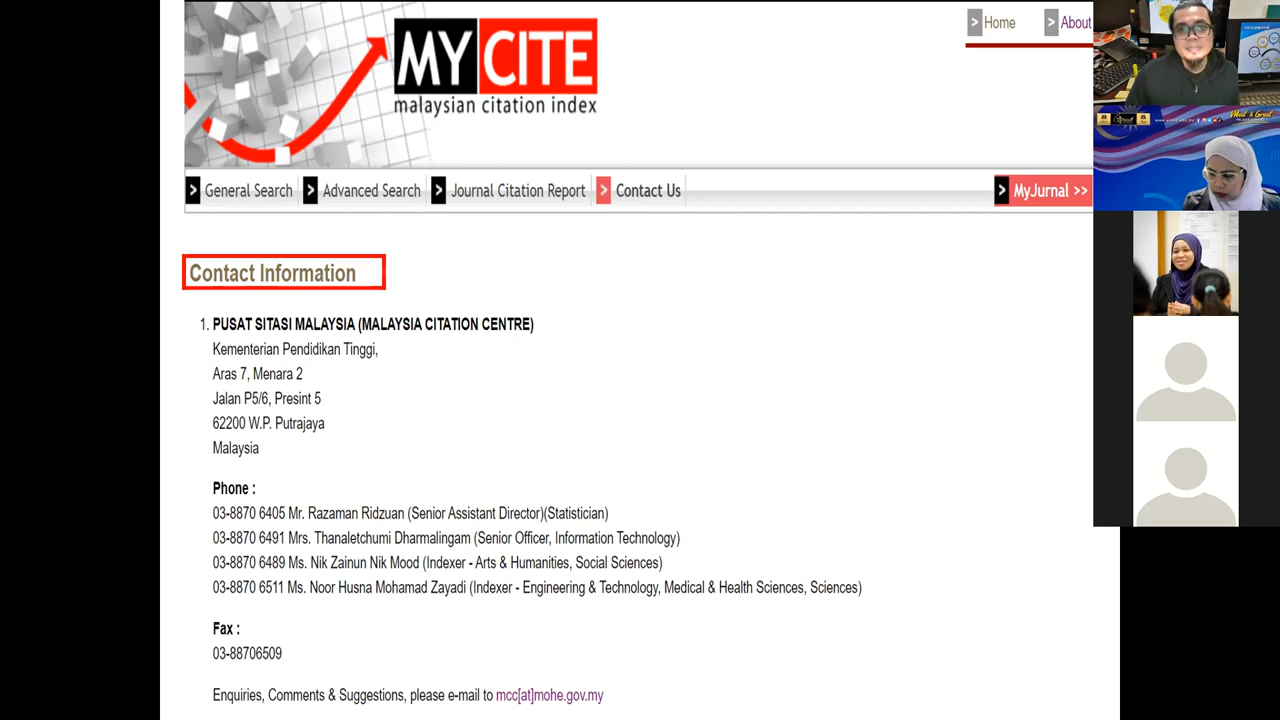 MYCITE
malaysian citation index
> Home > About
> General Search > Advanced Search > Journal Citation Report > Contact Us > MyJurnal >>
Contact Information
1. PUSAT SITASI MALAYSIA (MALAYSIA CITATION CENTRE)
Kementerian Pendidikan Tinggi,
Aras 7, Menara 2
Jalan P5/6, Presint 5
62200 W.P. Putrajaya
Malaysia
Phone :
03-8870 6405 Mr. Razaman Ridzuan (Senior Assistant Director)(Statistician)
03-8870 6491 Mrs. Thanaletchumi Dharmalingam (Senior Officer, Information Technology)
03-8870 6489 Ms. Nik Zainun Nik Mood (Indexer - Arts & Humanities, Social Sciences)
03-8870 6511 Ms. Noor Husna Mohamad Zayadi (Indexer - Engineering & Technology, Medical & Health Sciences, Sciences)
Fax :
03-88706509
Enquiries, Comments & Suggestions, please e-mail to mcc[at]mohe.gov.my